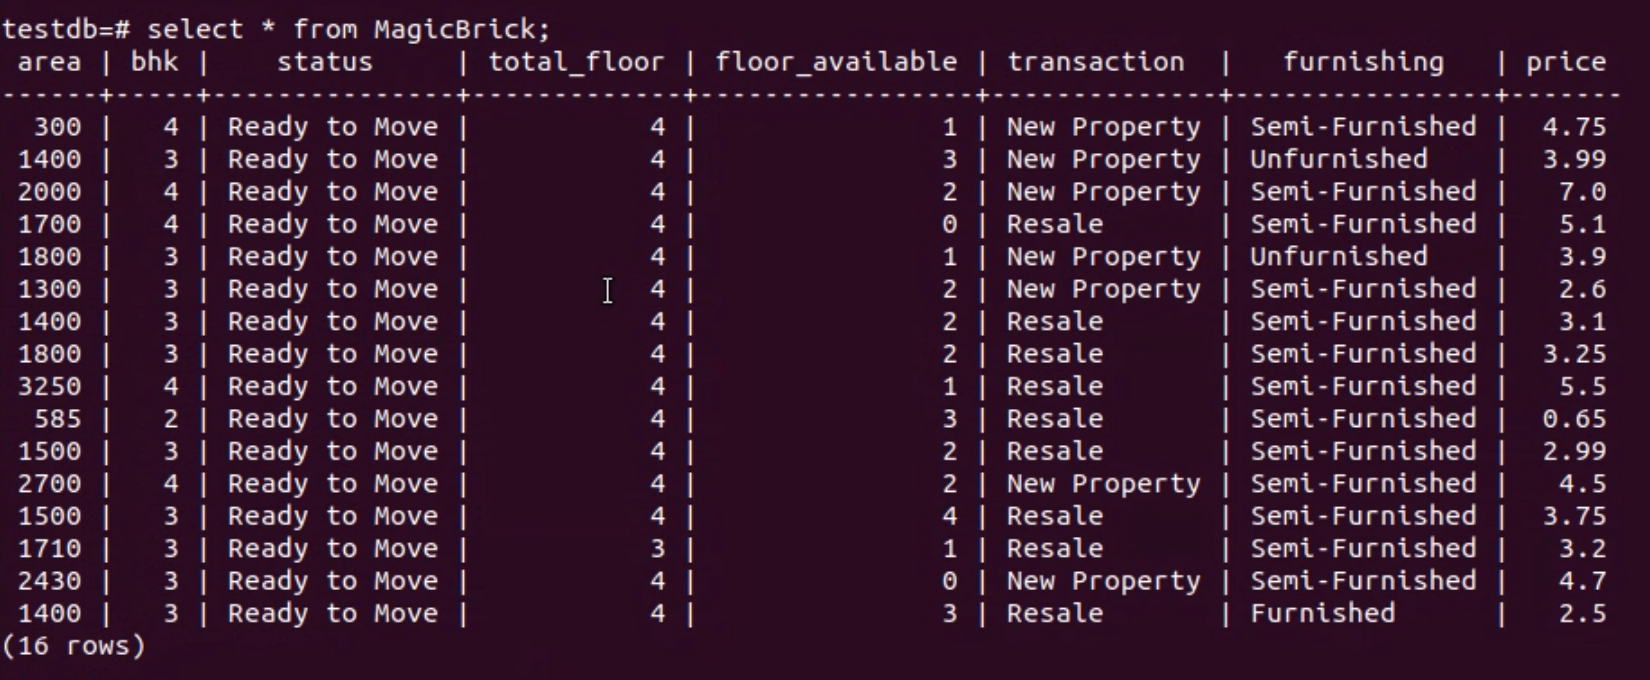 testdb=# select * from MagicBrick;
 area | bhk |    status     | total_floor | floor_available | transaction  |   furnishing   | price
------+-----+---------------+-------------+-----------------+--------------+----------------+-------
  300 |   4 | Ready to Move |           4 |               1 | New Property | Semi-Furnished |  4.75
 1400 |   3 | Ready to Move |           4 |               3 | New Property | Unfurnished    |  3.99
 2000 |   4 | Ready to Move |           4 |               2 | New Property | Semi-Furnished |   7.0
 1700 |   4 | Ready to Move |           4 |               0 | Resale       | Semi-Furnished |   5.1
 1800 |   3 | Ready to Move |           4 |               1 | New Property | Unfurnished    |   3.9
 1300 |   3 | Ready to Move |           4 |               2 | New Property | Semi-Furnished |   2.6
 1400 |   3 | Ready to Move |           4 |               2 | Resale       | Semi-Furnished |   3.1
 1800 |   3 | Ready to Move |           4 |               2 | Resale       | Semi-Furnished |  3.25
 3250 |   4 | Ready to Move |           4 |               1 | Resale       | Semi-Furnished |   5.5
  585 |   2 | Ready to Move |           4 |               3 | Resale       | Semi-Furnished |  0.65
 1500 |   3 | Ready to Move |           4 |               2 | Resale       | Semi-Furnished |  2.99
 2700 |   4 | Ready to Move |           4 |               2 | New Property | Semi-Furnished |   4.5
 1500 |   3 | Ready to Move |           4 |               4 | Resale       | Semi-Furnished |  3.75
 1710 |   3 | Ready to Move |           3 |               1 | Resale       | Semi-Furnished |   3.2
 2430 |   3 | Ready to Move |           4 |               0 | New Property | Semi-Furnished |   4.7
 1400 |   3 | Ready to Move |           4 |               3 | Resale       | Furnished      |   2.5
(16 rows)